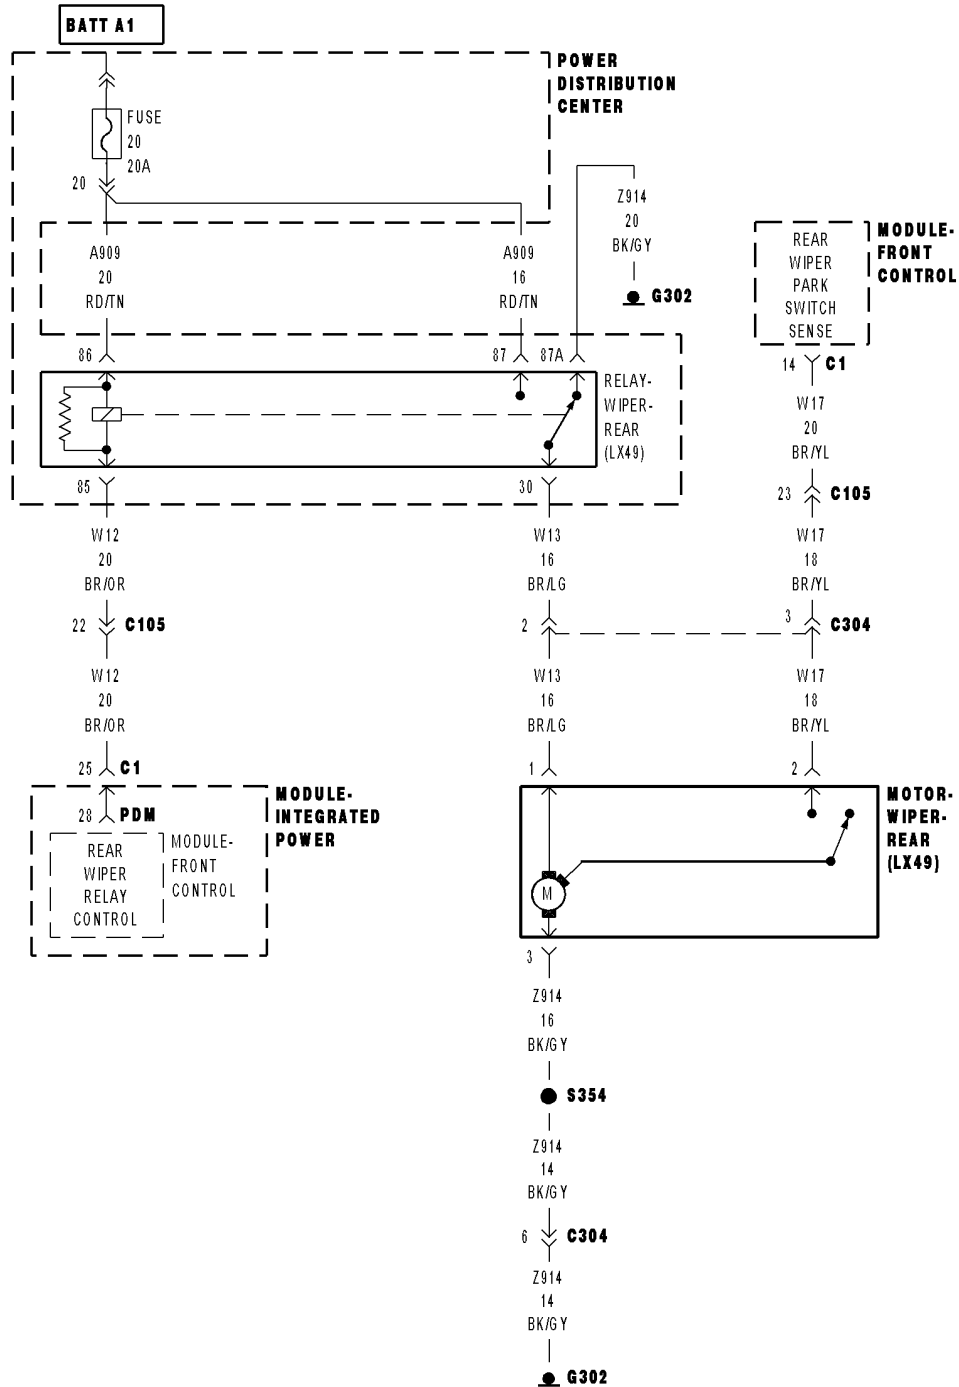 BATT A1
POWER
DISTRIBUTION
CENTER
FUSE
20
20A
20
Z914
20
BK/GY
G302
A909
20
RD/TN
A909
16
RD/TN
MODULE-
FRONT
CONTROL
REAR
WIPER
PARK
SWITCH
SENSE
86
87
87A
14
C1
RELAY-
WIPER-
REAR
(LX49)
W17
20
BR/YL
85
30
23
C105
W12
20
BR/OR
W13
16
BR/LG
W17
18
BR/YL
22
C105
2
3
C304
W12
20
BR/OR
W13
16
BR/LG
W17
18
BR/YL
25
C1
1
2
MODULE-
INTEGRATED
POWER
28
PDM
MODULE-
FRONT
CONTROL
REAR
WIPER
RELAY
CONTROL
MOTOR-
WIPER-
REAR
(LX49)
M
3
Z914
16
BK/GY
S354
Z914
14
BK/GY
6
C304
Z914
14
BK/GY
G302